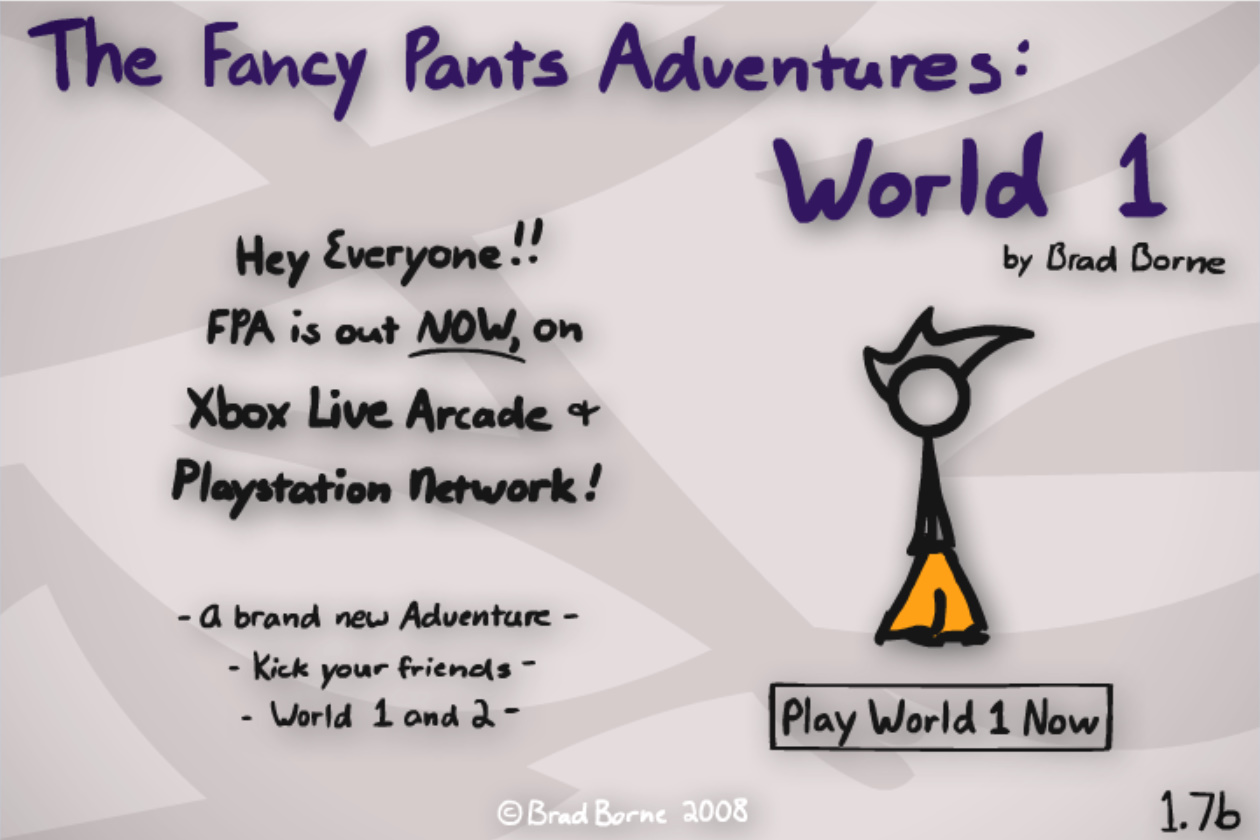 The Fancy Pants Adventures:
World 1
by Brad Borne
Hey Everyone!!
FPA is out NOW, on
Xbox Live Arcade &
Playstation Network!
- A brand new Adventure -
- Kick your friends -
- World 1 and 2 -
Play World 1 Now
© Brad Borne 2008
1.7b